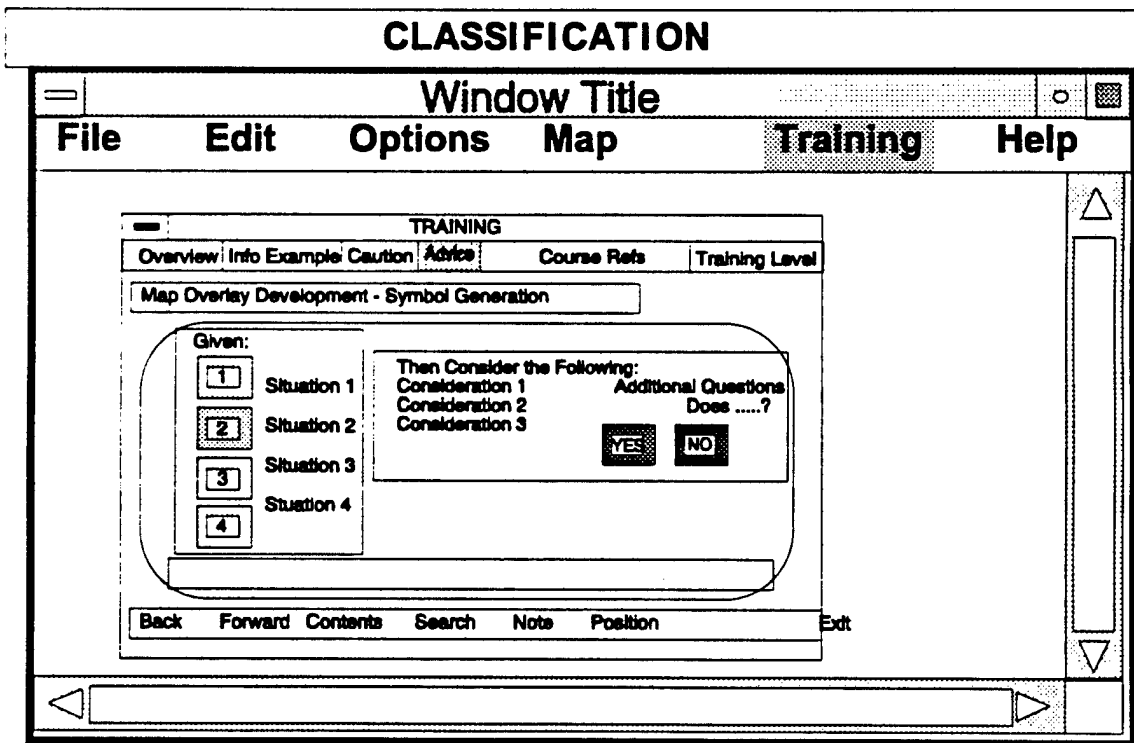 CLASSIFICATION
Window Title
File Edit Options Map Training Help
TRAINING
Overview Info Example Caution Advice Course Refs Training Level
Map Overlay Development - Symbol Generation
Given:
1 Situation 1
2 Situation 2
3 Situation 3
4 Stuation 4
Then Consider the Following:
Consideration 1 Additional Questions
Consideration 2 Does .....?
Consideration 3
YES NO
Back Forward Contents Search Note Position Exit